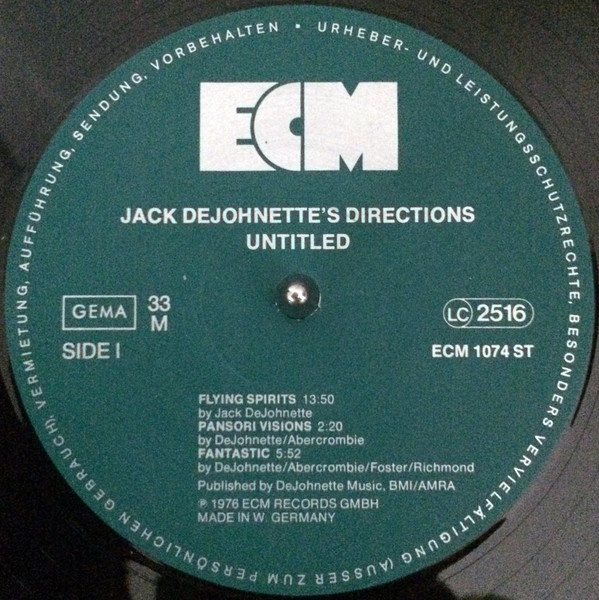 URHEBER- UND LEISTUNGSSCHUTZRECHTE, BESONDERS VERVIELFÄLTIGUNG (AUSSER ZUM PERSÖNLICHEN GEBRAUCH), VERMIETUNG, AUFFÜHRUNG, SENDUNG, VORBEHALTEN •
ECM
JACK DEJOHNETTE'S DIRECTIONS
UNTITLED
GEMA 33 M
LC 2516
SIDE I
ECM 1074 ST
FLYING SPIRITS 13:50
by Jack DeJohnette
PANSORI VISIONS 2:20
by DeJohnette/Abercrombie
FANTASTIC 5:52
by DeJohnette/Abercrombie/Foster/Richmond
Published by DeJohnette Music, BMI/AMRA
℗ 1976 ECM RECORDS GMBH
MADE IN W. GERMANY